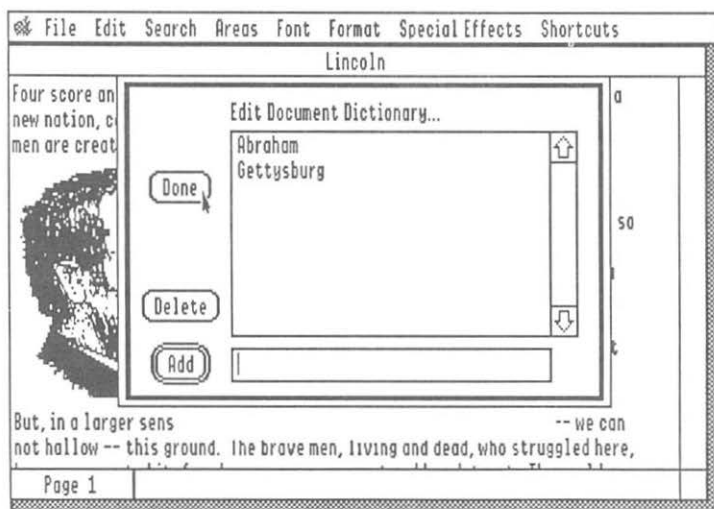 File Edit Search Areas Font Format Special Effects Shortcuts
Lincoln
Four score an
a
new nation, c
men are creat
Edit Document Dictionary...
Abraham
Gettysburg
Done
so
Delete
t
Add
But, in a larger sens -- we can
not hallow -- this ground. The brave men, living and dead, who struggled here,
Page 1